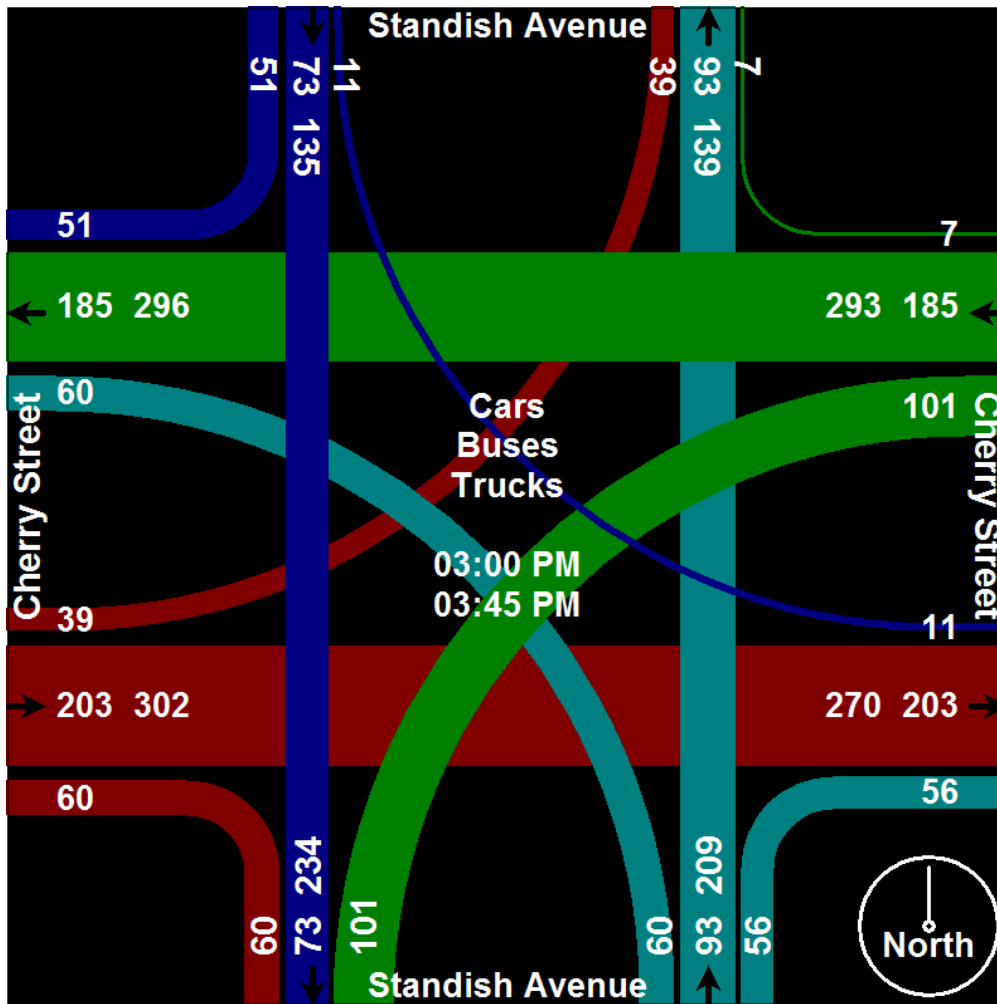 Standish Avenue
51
73 135
11
39
93 139
7
51
7
185 296
293 185
60
101
Cherry Street
Cars
Buses
Trucks
Cherry Street
03:00 PM
03:45 PM
39
11
203 302
270 203
60
56
60
73 234
101
60
93 209
56
North
Standish Avenue